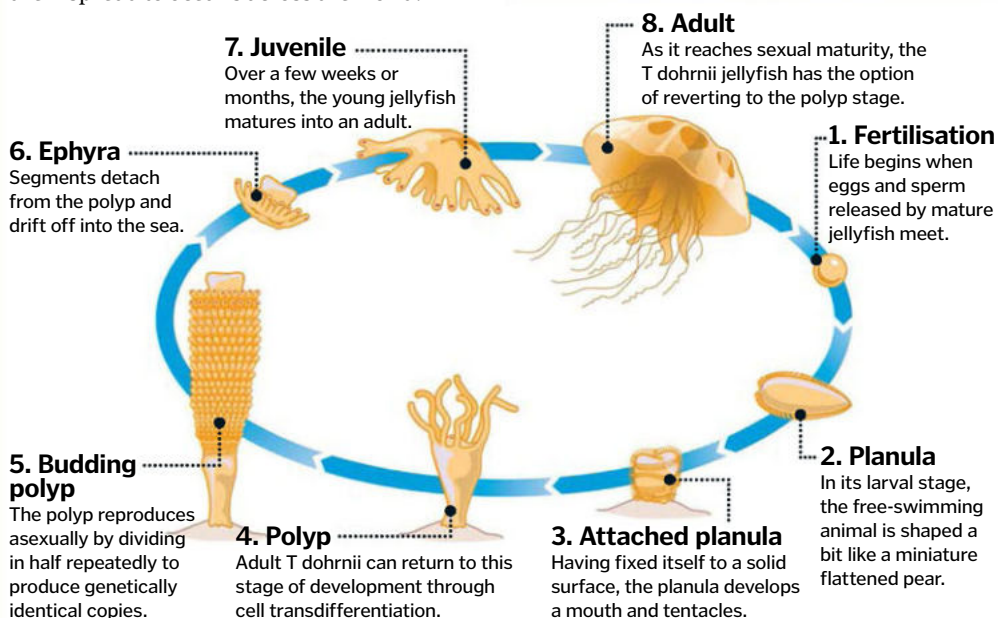 7. Juvenile
Over a few weeks or
months, the young jellyfish
matures into an adult.
8. Adult
As it reaches sexual maturity, the
T dohrnii jellyfish has the option
of reverting to the polyp stage.
1. Fertilisation
Life begins when
eggs and sperm
released by mature
jellyfish meet.
6. Ephyra
Segments detach
from the polyp and
drift off into the sea.
2. Planula
In its larval stage,
the free-swimming
animal is shaped a
bit like a miniature
flattened pear.
3. Attached planula
Having fixed itself to a solid
surface, the planula develops
a mouth and tentacles.
4. Polyp
Adult T dohrnii can return to this
stage of development through
cell transdifferentiation.
5. Budding
polyp
The polyp reproduces
asexually by dividing
in half repeatedly to
produce genetically
identical copies.